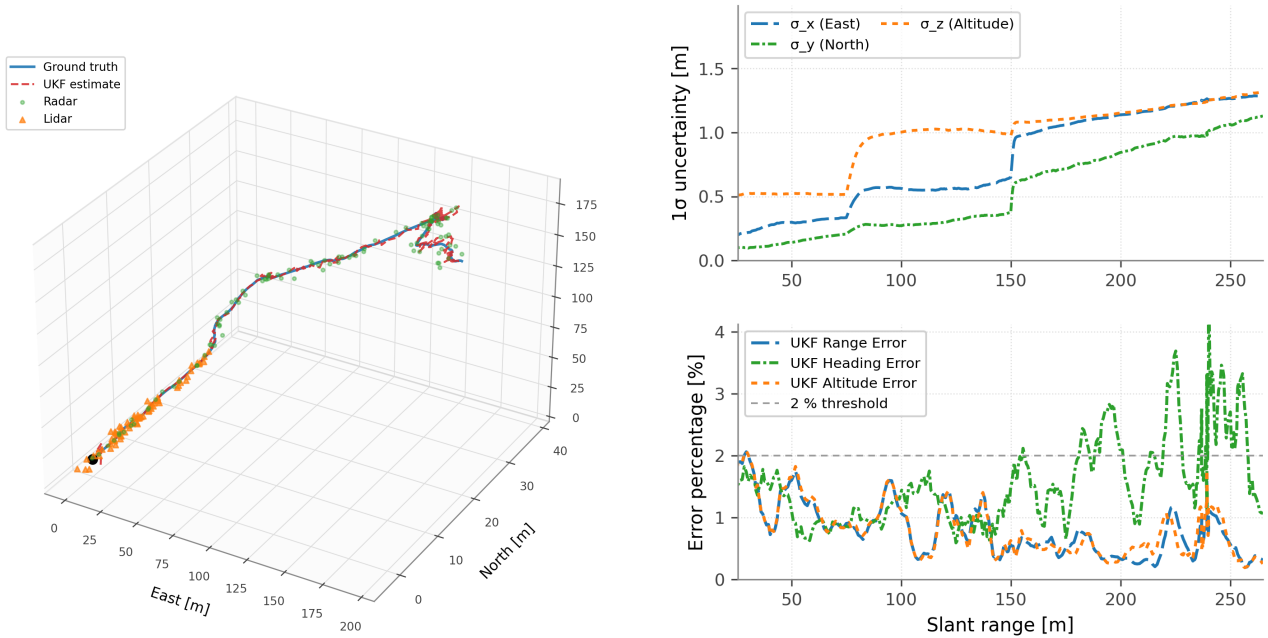 Ground truth
UKF estimate
Radar
Lidar
175
150
125
100
75
50
25
0
40
30
20
10
0
North [m]
0
25
50
75
100
125
150
175
200
East [m]
σ_x (East)
σ_y (North)
σ_z (Altitude)
1σ uncertainty [m]
1.5
1.0
0.5
0.0
50
100
150
200
250
UKF Range Error
UKF Heading Error
UKF Altitude Error
2 % threshold
Error percentage [%]
4
3
2
1
0
50
100
150
200
250
Slant range [m]